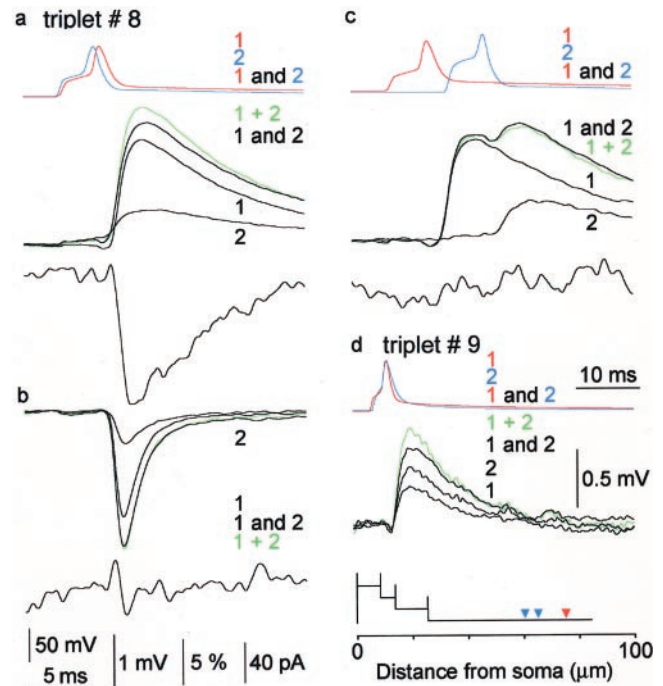 a triplet # 8
1
2
1 and 2
1 + 2
1 and 2
1
2
b
2
1
1 and 2
1 + 2
50 mV
5 ms
1 mV
5 %
40 pA
c
1
2
1 and 2
1 and 2
1 + 2
1
2
d triplet # 9
1
2
1 and 2
10 ms
1 + 2
1 and 2
2
1
0.5 mV
0 100
Distance from soma (μm)